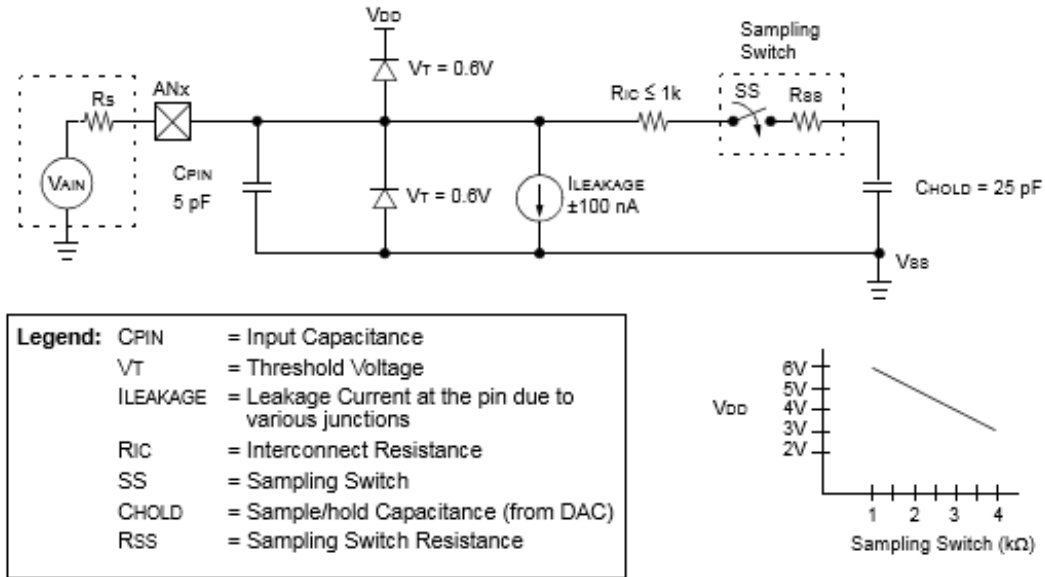 VDD
Sampling
Switch
VT = 0.6V
RIC ≤ 1k
SS
RSS
RS
ANx
VAIN
CPIN
5 pF
VT = 0.6V
ILEAKAGE
±100 nA
CHOLD = 25 pF
VSS
Legend: CPIN = Input Capacitance
VT = Threshold Voltage
ILEAKAGE = Leakage Current at the pin due to
various junctions
RIC = Interconnect Resistance
SS = Sampling Switch
CHOLD = Sample/hold Capacitance (from DAC)
RSS = Sampling Switch Resistance
VDD
6V
5V
4V
3V
2V
1 2 3 4
Sampling Switch (kΩ)